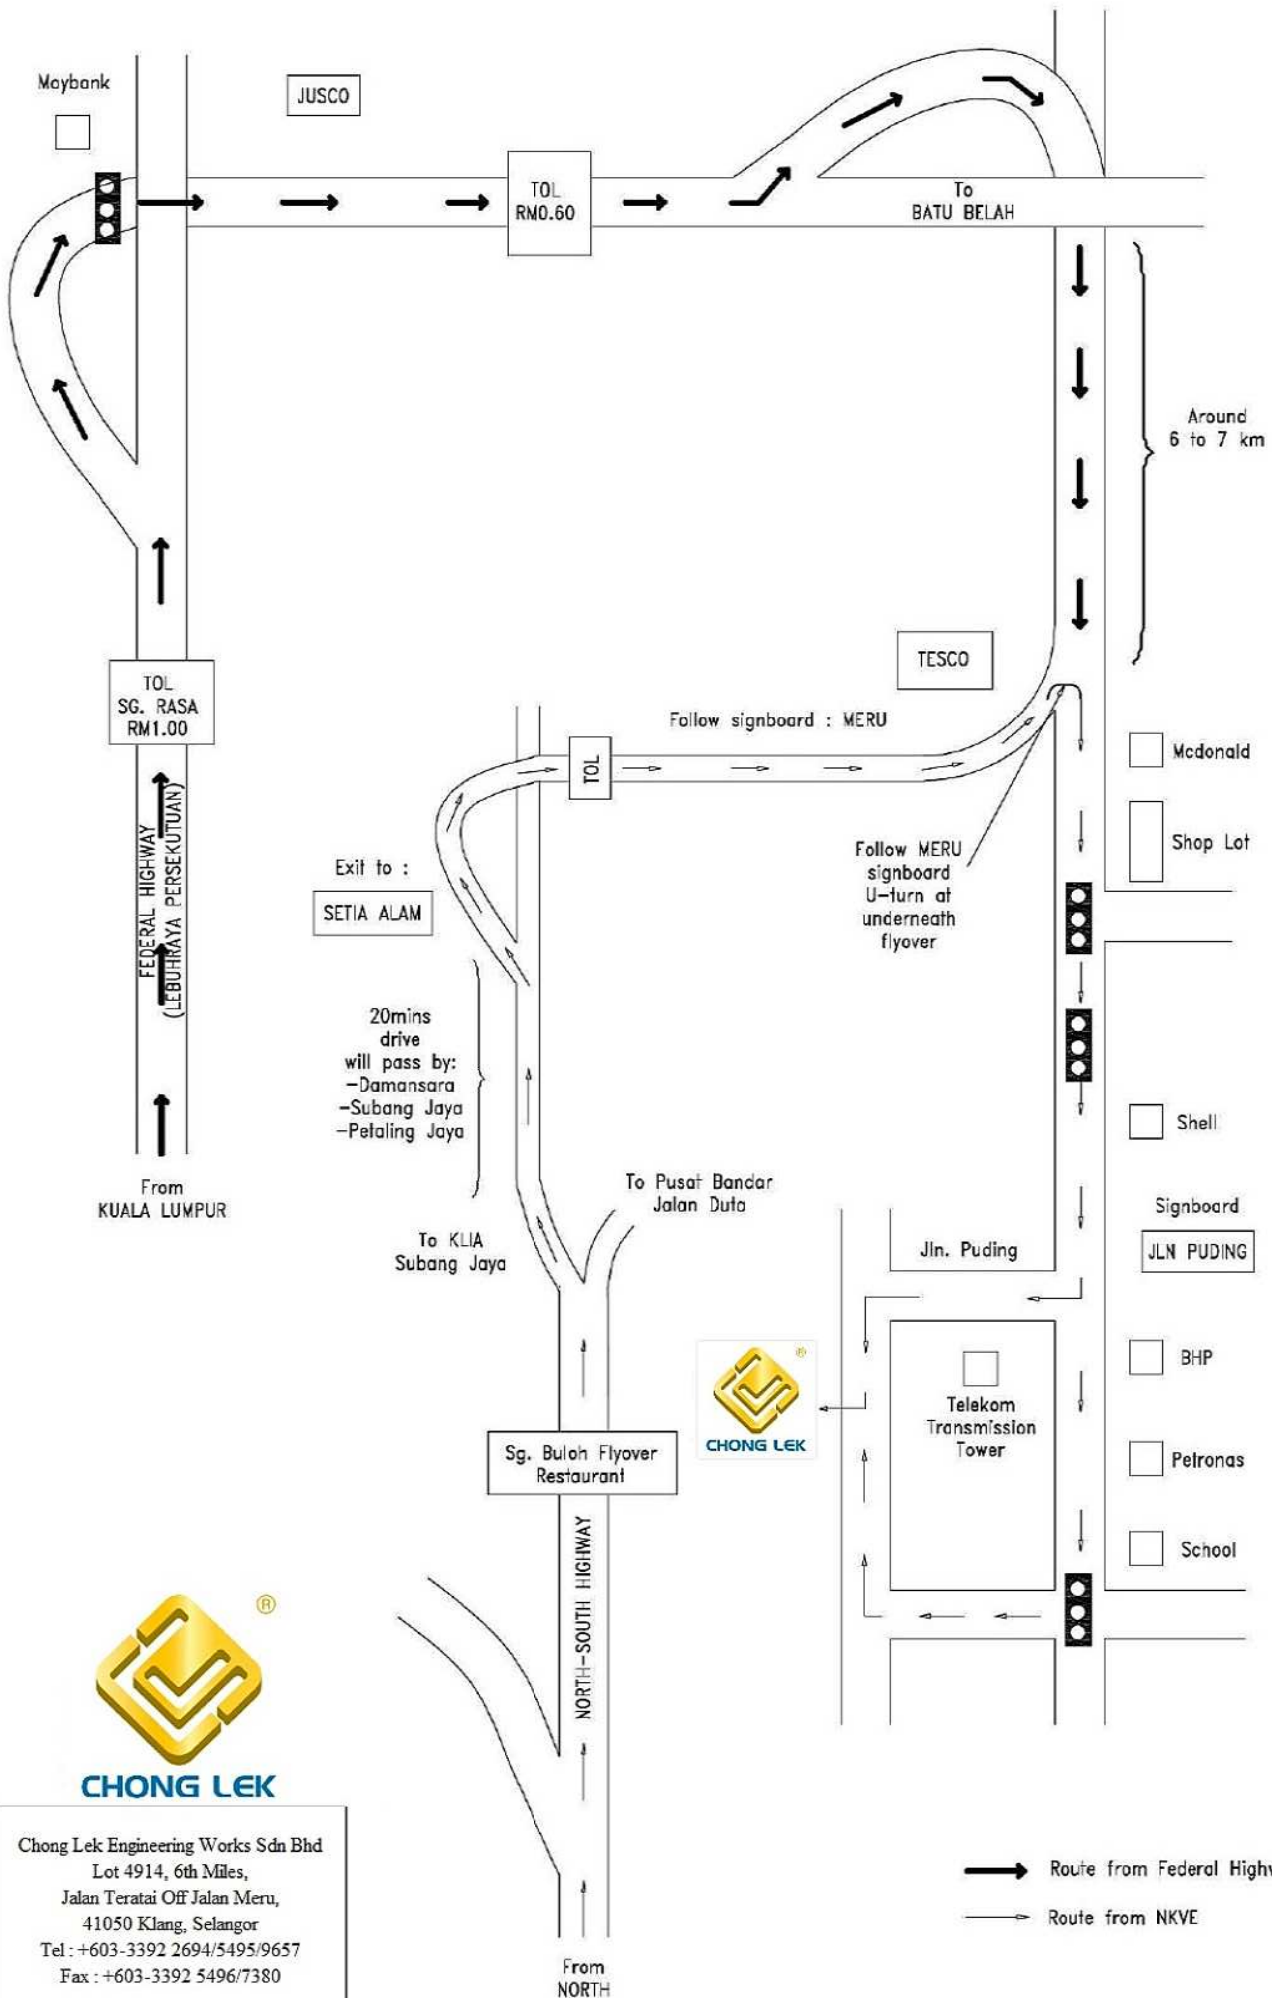 Maybank
JUSCO
TOL
RM0.60
To
BATU BELAH
Around
6 to 7 km
TOL
SG. RASA
RM1.00
TESCO
Follow signboard : MERU
TOL
Mcdonald
Shop Lot
FEDERAL HIGHWAY
(LEBUHRAYA PERSEKUTUAN)
Exit to :
SETIA ALAM
Follow MERU
signboard
U-turn at
underneath
flyover
20mins
drive
will pass by:
-Damansara
-Subang Jaya
-Petaling Jaya
Shell
From
KUALA LUMPUR
To Pusat Bandar
Jalan Duta
To KLIA
Subang Jaya
Signboard
JLN PUDING
Jln. Puding
®
CHONG LEK
BHP
Telekom
Transmission
Tower
Petronas
Sg. Buloh Flyover
Restaurant
School
NORTH-SOUTH HIGHWAY
®
CHONG LEK
Chong Lek Engineering Works Sdn Bhd
Lot 4914, 6th Miles,
Jalan Teratai Off Jalan Meru,
41050 Klang, Selangor
Tel : +603-3392 2694/5495/9657
Fax : +603-3392 5496/7380
Route from Federal Highw
Route from NKVE
From
NORTH